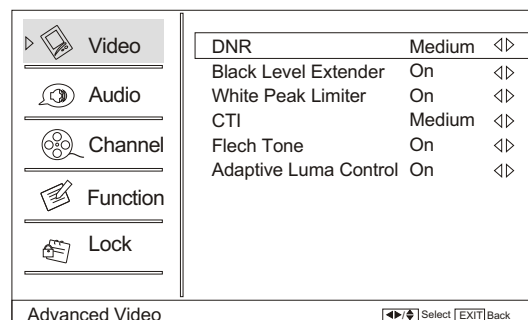 Video
Audio
Channel
Function
Lock
DNR Medium
Black Level Extender On
White Peak Limiter On
CTI Medium
Flech Tone On
Adaptive Luma Control On
Advanced Video
/ Select EXIT Back